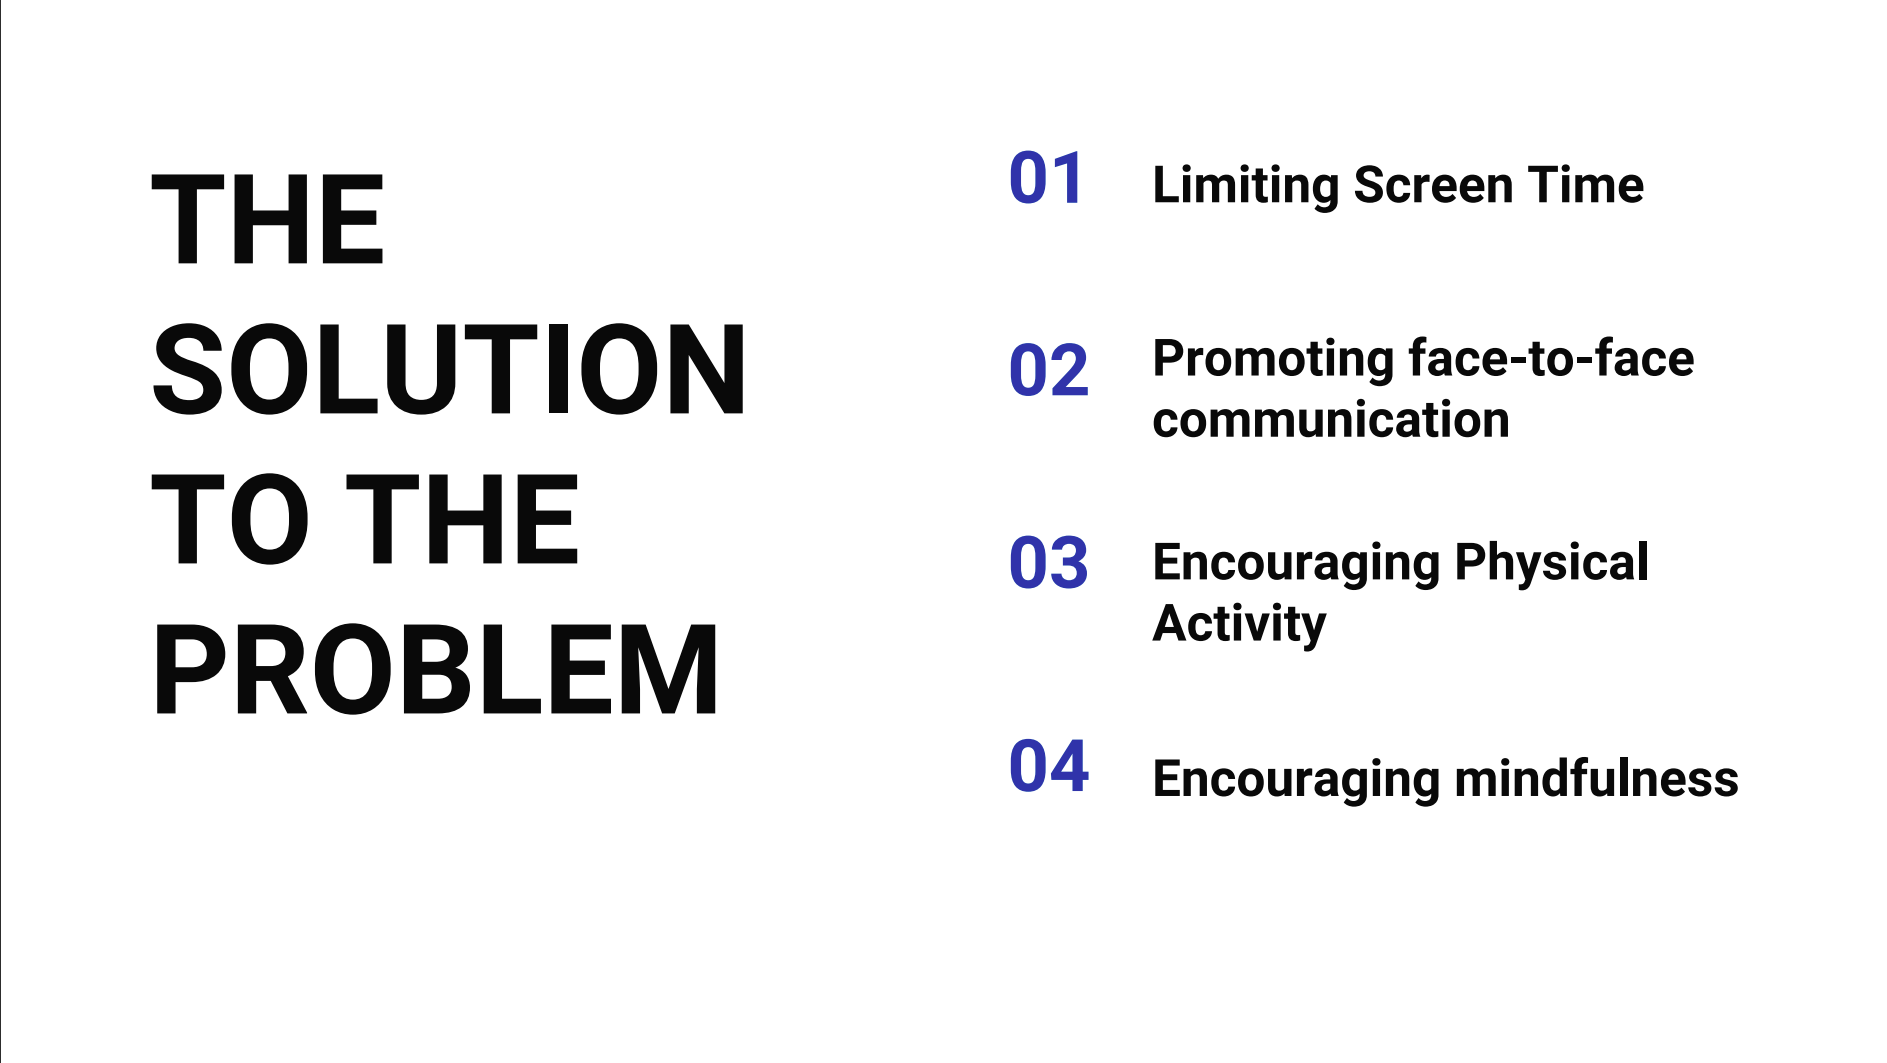 THE
SOLUTION
TO THE
PROBLEM
01 Limiting Screen Time
02 Promoting face-to-face
communication
03 Encouraging Physical
Activity
04 Encouraging mindfulness